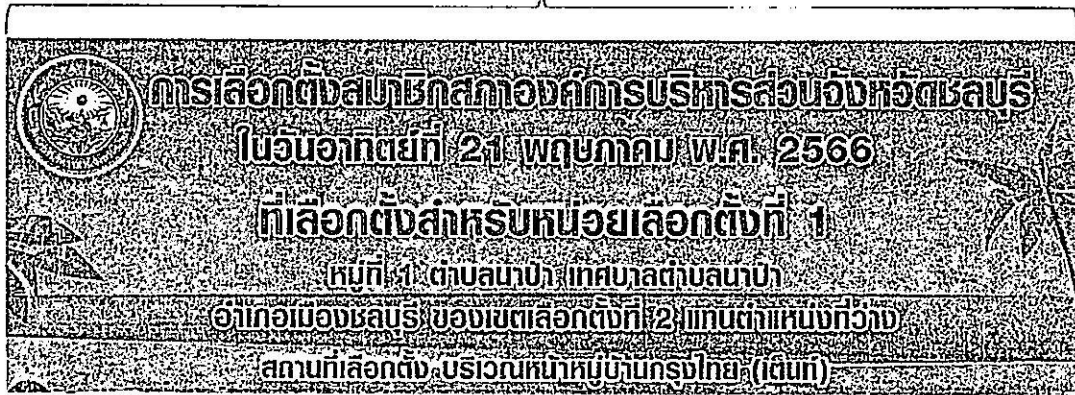 การเลือกตั้งสมาชิกสภาองค์การบริหารส่วนจังหวัดชลบุรี
ในวันอาทิตย์ที่ 21 พฤษภาคม พ.ศ. 2566
ที่เลือกตั้งสำหรับหน่วยเลือกตั้งที่ 1
หมู่ที่ 1 ตำบลนาป่า เทศบาลตำบลนาป่า
อำเภอเมืองชลบุรี ของเขตเลือกตั้งที่ 2 แทนตำแหน่งที่ว่าง
สถานที่เลือกตั้ง บริเวณหน้าหมู่บ้านกรุงไทย (เต็นท์)